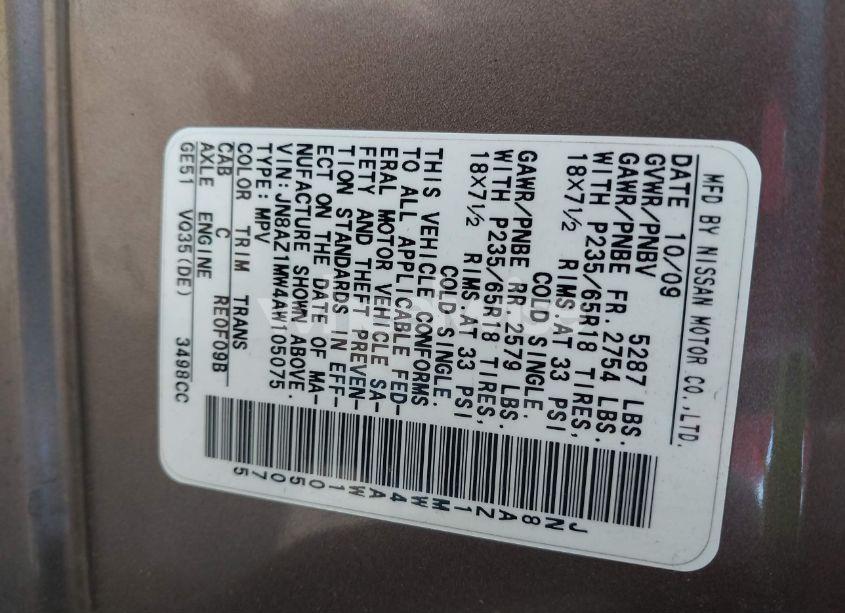 MFD BY NISSAN MOTOR CO.,LTD.
DATE 10/09
GVWR/PNBV 5287 LBS.
GAWR/PNBE FR. 2754 LBS.
WITH P235/65R18 TIRES,
18X7½ RIMS AT 33 PSI
COLD SINGLE.
GAWR/PNBE RR 2579 LBS.
WITH P235/65R18 TIRES,
18X7½ RIMS AT 33 PSI
COLD SINGLE.
THIS VEHICLE CONFORMS
TO ALL APPLICABLE FED-
ERAL MOTOR VEHICLE SA-
FETY AND THEFT PREVEN-
TION STANDARDS IN EFF-
ECT ON THE DATE OF MA-
NUFACTURE SHOWN ABOVE.
VIN:JN8AZ1MW4AW105075
TYPE:MPV
COLOR TRIM TRANS
CAB C RE0F09B
AXLE ENGINE
GE51 VQ35(DE) 3498CC
JN8AZ1MW4AW105075